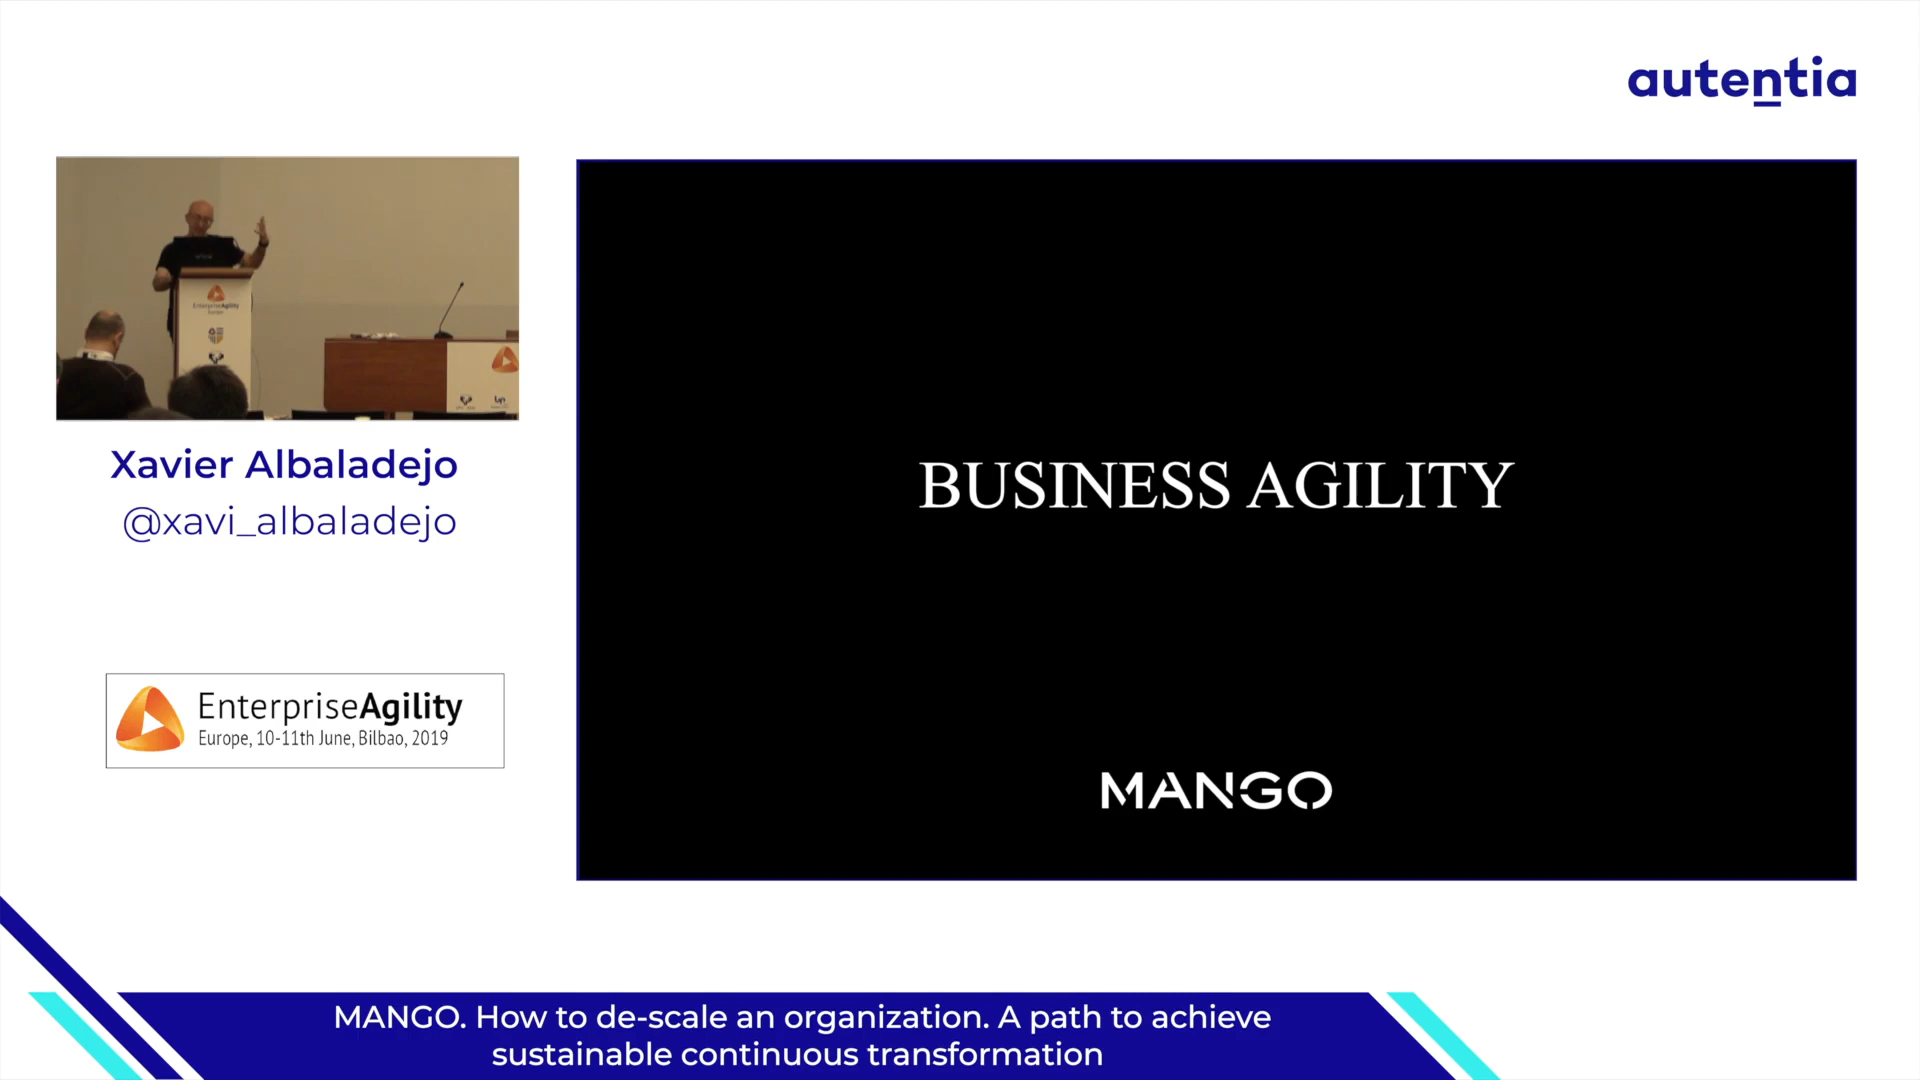 autentia
EnterpriseAgility
Xavier Albaladejo
@xavi_albaladejo
BUSINESS AGILITY
MANGO
EnterpriseAgility
Europe, 10-11th June, Bilbao, 2019
MANGO. How to de-scale an organization. A path to achieve
sustainable continuous transformation